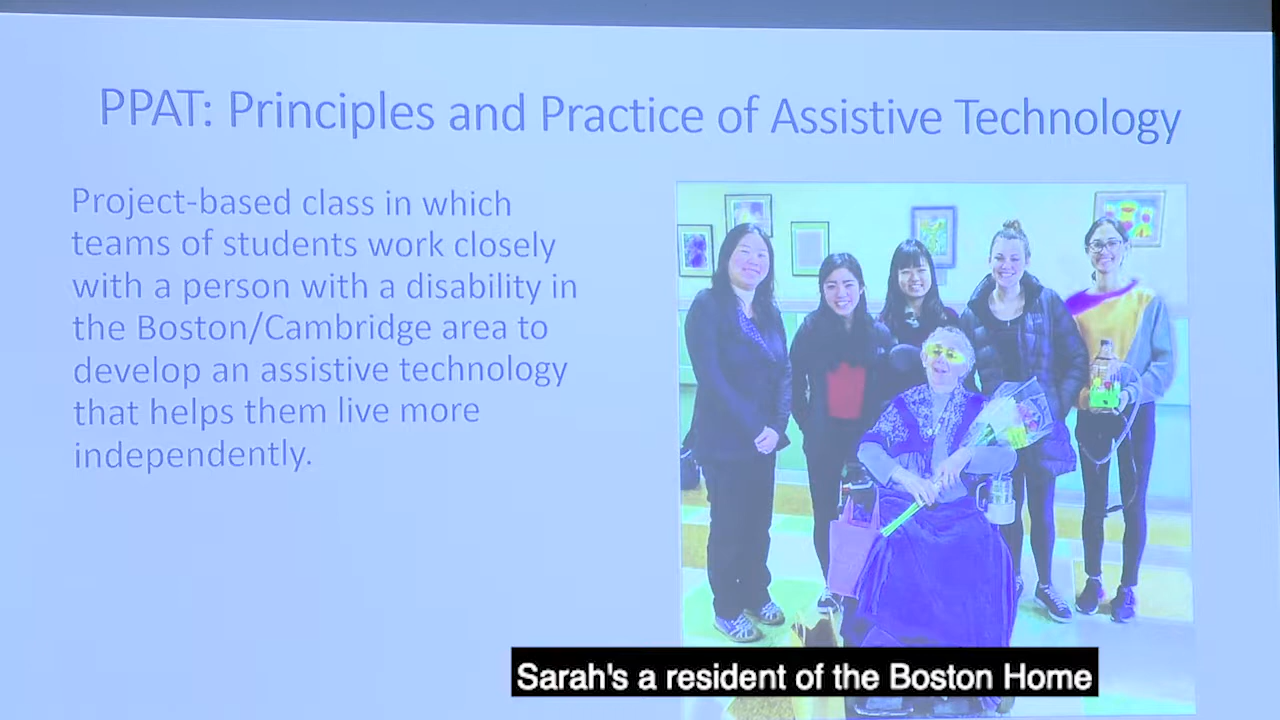 PPAT: Principles and Practice of Assistive Technology
Project-based class in which
teams of students work closely
with a person with a disability in
the Boston/Cambridge area to
develop an assistive technology
that helps them live more
independently.
Sarah's a resident of the Boston Home